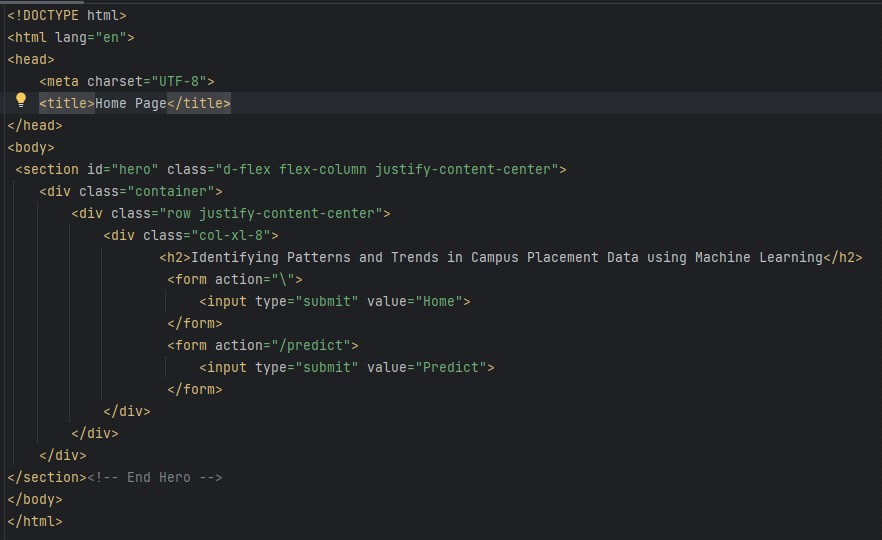 <!DOCTYPE html>
<html lang="en">
<head>
    <meta charset="UTF-8">
    <title>Home Page</title>
</head>
<body>
 <section id="hero" class="d-flex flex-column justify-content-center">
    <div class="container">
        <div class="row justify-content-center">
            <div class="col-xl-8">
                   <h2>Identifying Patterns and Trends in Campus Placement Data using Machine Learning</h2>
                    <form action="\">
                        <input type="submit" value="Home">
                    </form>
                    <form action="/predict">
                        <input type="submit" value="Predict">
                    </form>
            </div>
        </div>
    </div>
</section><!-- End Hero -->
</body>
</html>